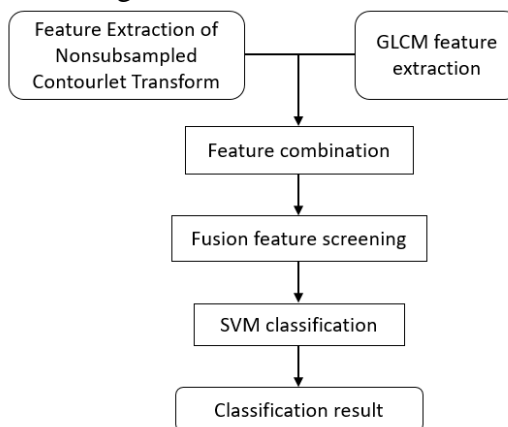 Feature Extraction of
Nonsubsampled
Contourlet Transform
GLCM feature
extraction
Feature combination
Fusion feature screening
SVM classification
Classification result